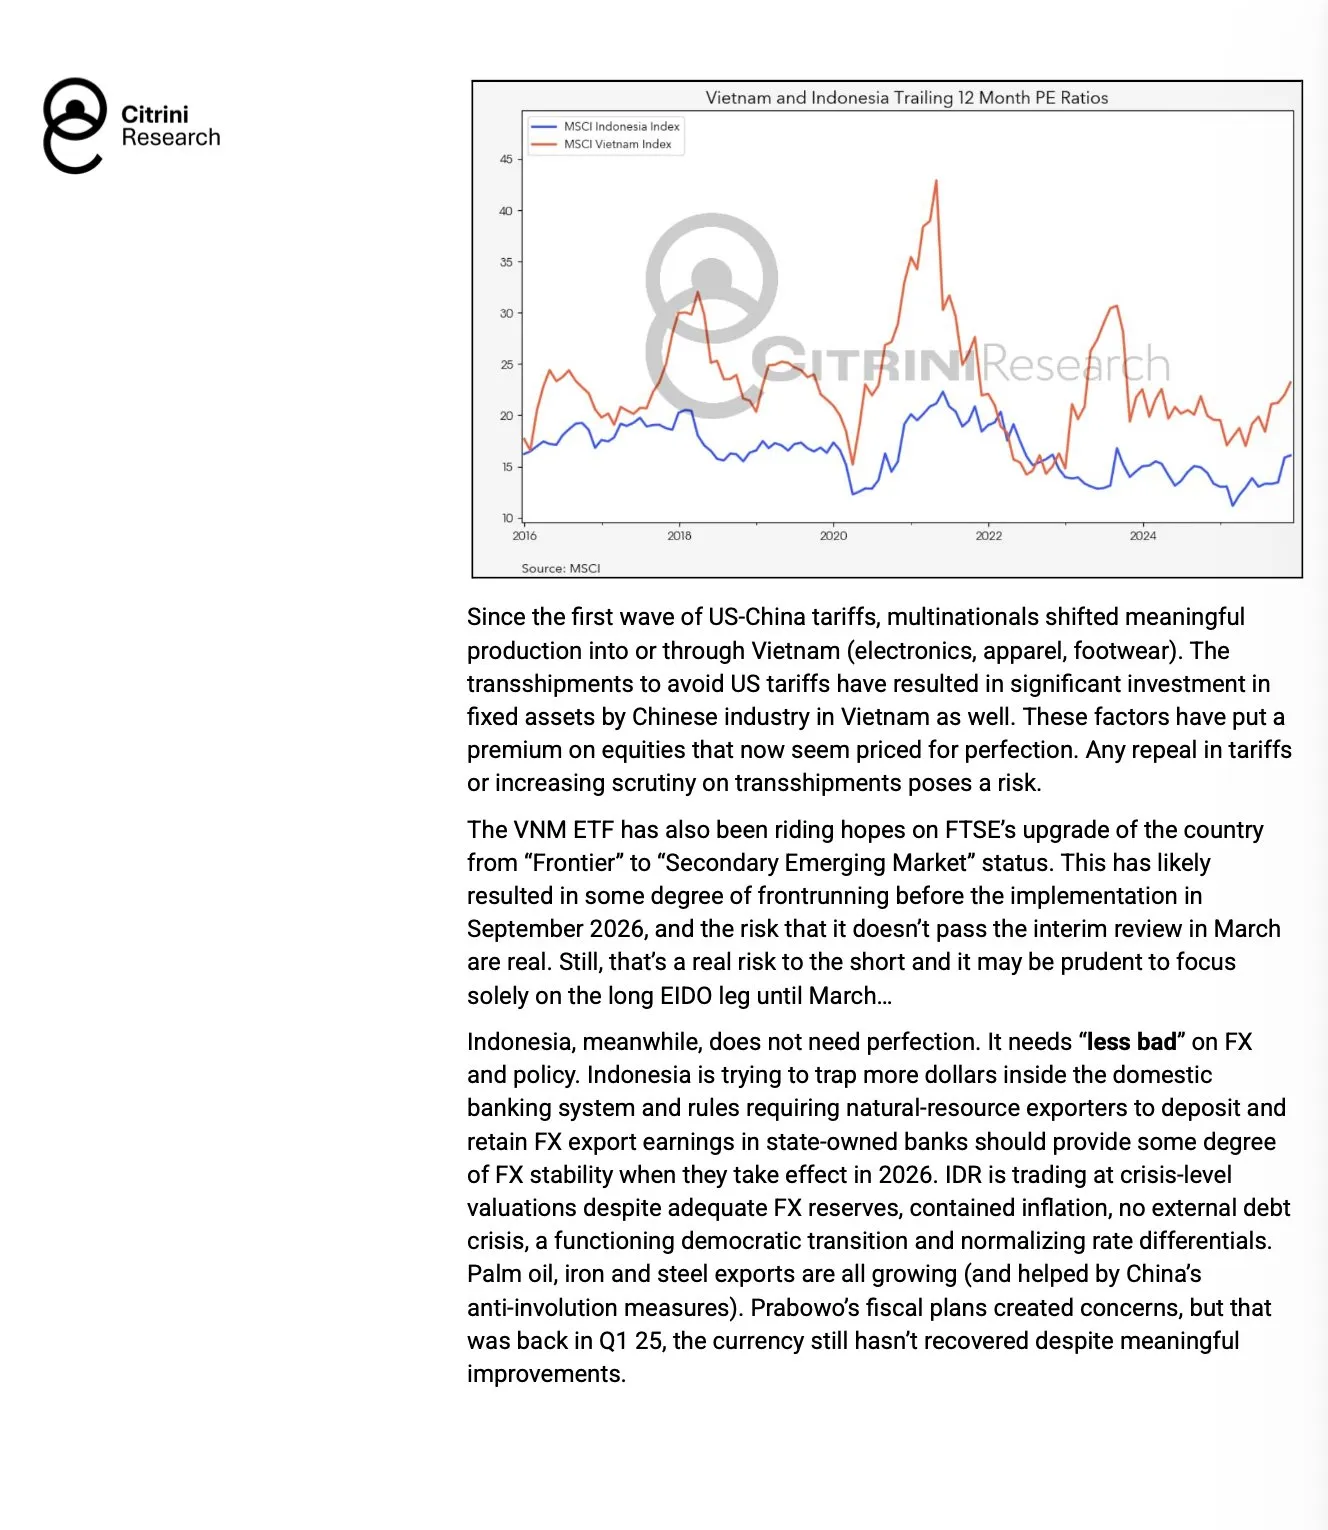 Citrini
Research
Vietnam and Indonesia Trailing 12 Month PE Ratios
MSCI Indonesia Index
MSCI Vietnam Index
45
40
35
30
25
20
15
10
CITRINI Research
2016
2018
2020
2022
2024
Source: MSCI
Since the first wave of US-China tariffs, multinationals shifted meaningful
production into or through Vietnam (electronics, apparel, footwear). The
transshipments to avoid US tariffs have resulted in significant investment in
fixed assets by Chinese industry in Vietnam as well. These factors have put a
premium on equities that now seem priced for perfection. Any repeal in tariffs
or increasing scrutiny on transshipments poses a risk.
The VNM ETF has also been riding hopes on FTSE’s upgrade of the country
from “Frontier” to “Secondary Emerging Market” status. This has likely
resulted in some degree of frontrunning before the implementation in
September 2026, and the risk that it doesn’t pass the interim review in March
are real. Still, that’s a real risk to the short and it may be prudent to focus
solely on the long EIDO leg until March…
Indonesia, meanwhile, does not need perfection. It needs “less bad” on FX
and policy. Indonesia is trying to trap more dollars inside the domestic
banking system and rules requiring natural-resource exporters to deposit and
retain FX export earnings in state-owned banks should provide some degree
of FX stability when they take effect in 2026. IDR is trading at crisis-level
valuations despite adequate FX reserves, contained inflation, no external debt
crisis, a functioning democratic transition and normalizing rate differentials.
Palm oil, iron and steel exports are all growing (and helped by China’s
anti-involution measures). Prabowo’s fiscal plans created concerns, but that
was back in Q1 25, the currency still hasn’t recovered despite meaningful
improvements.